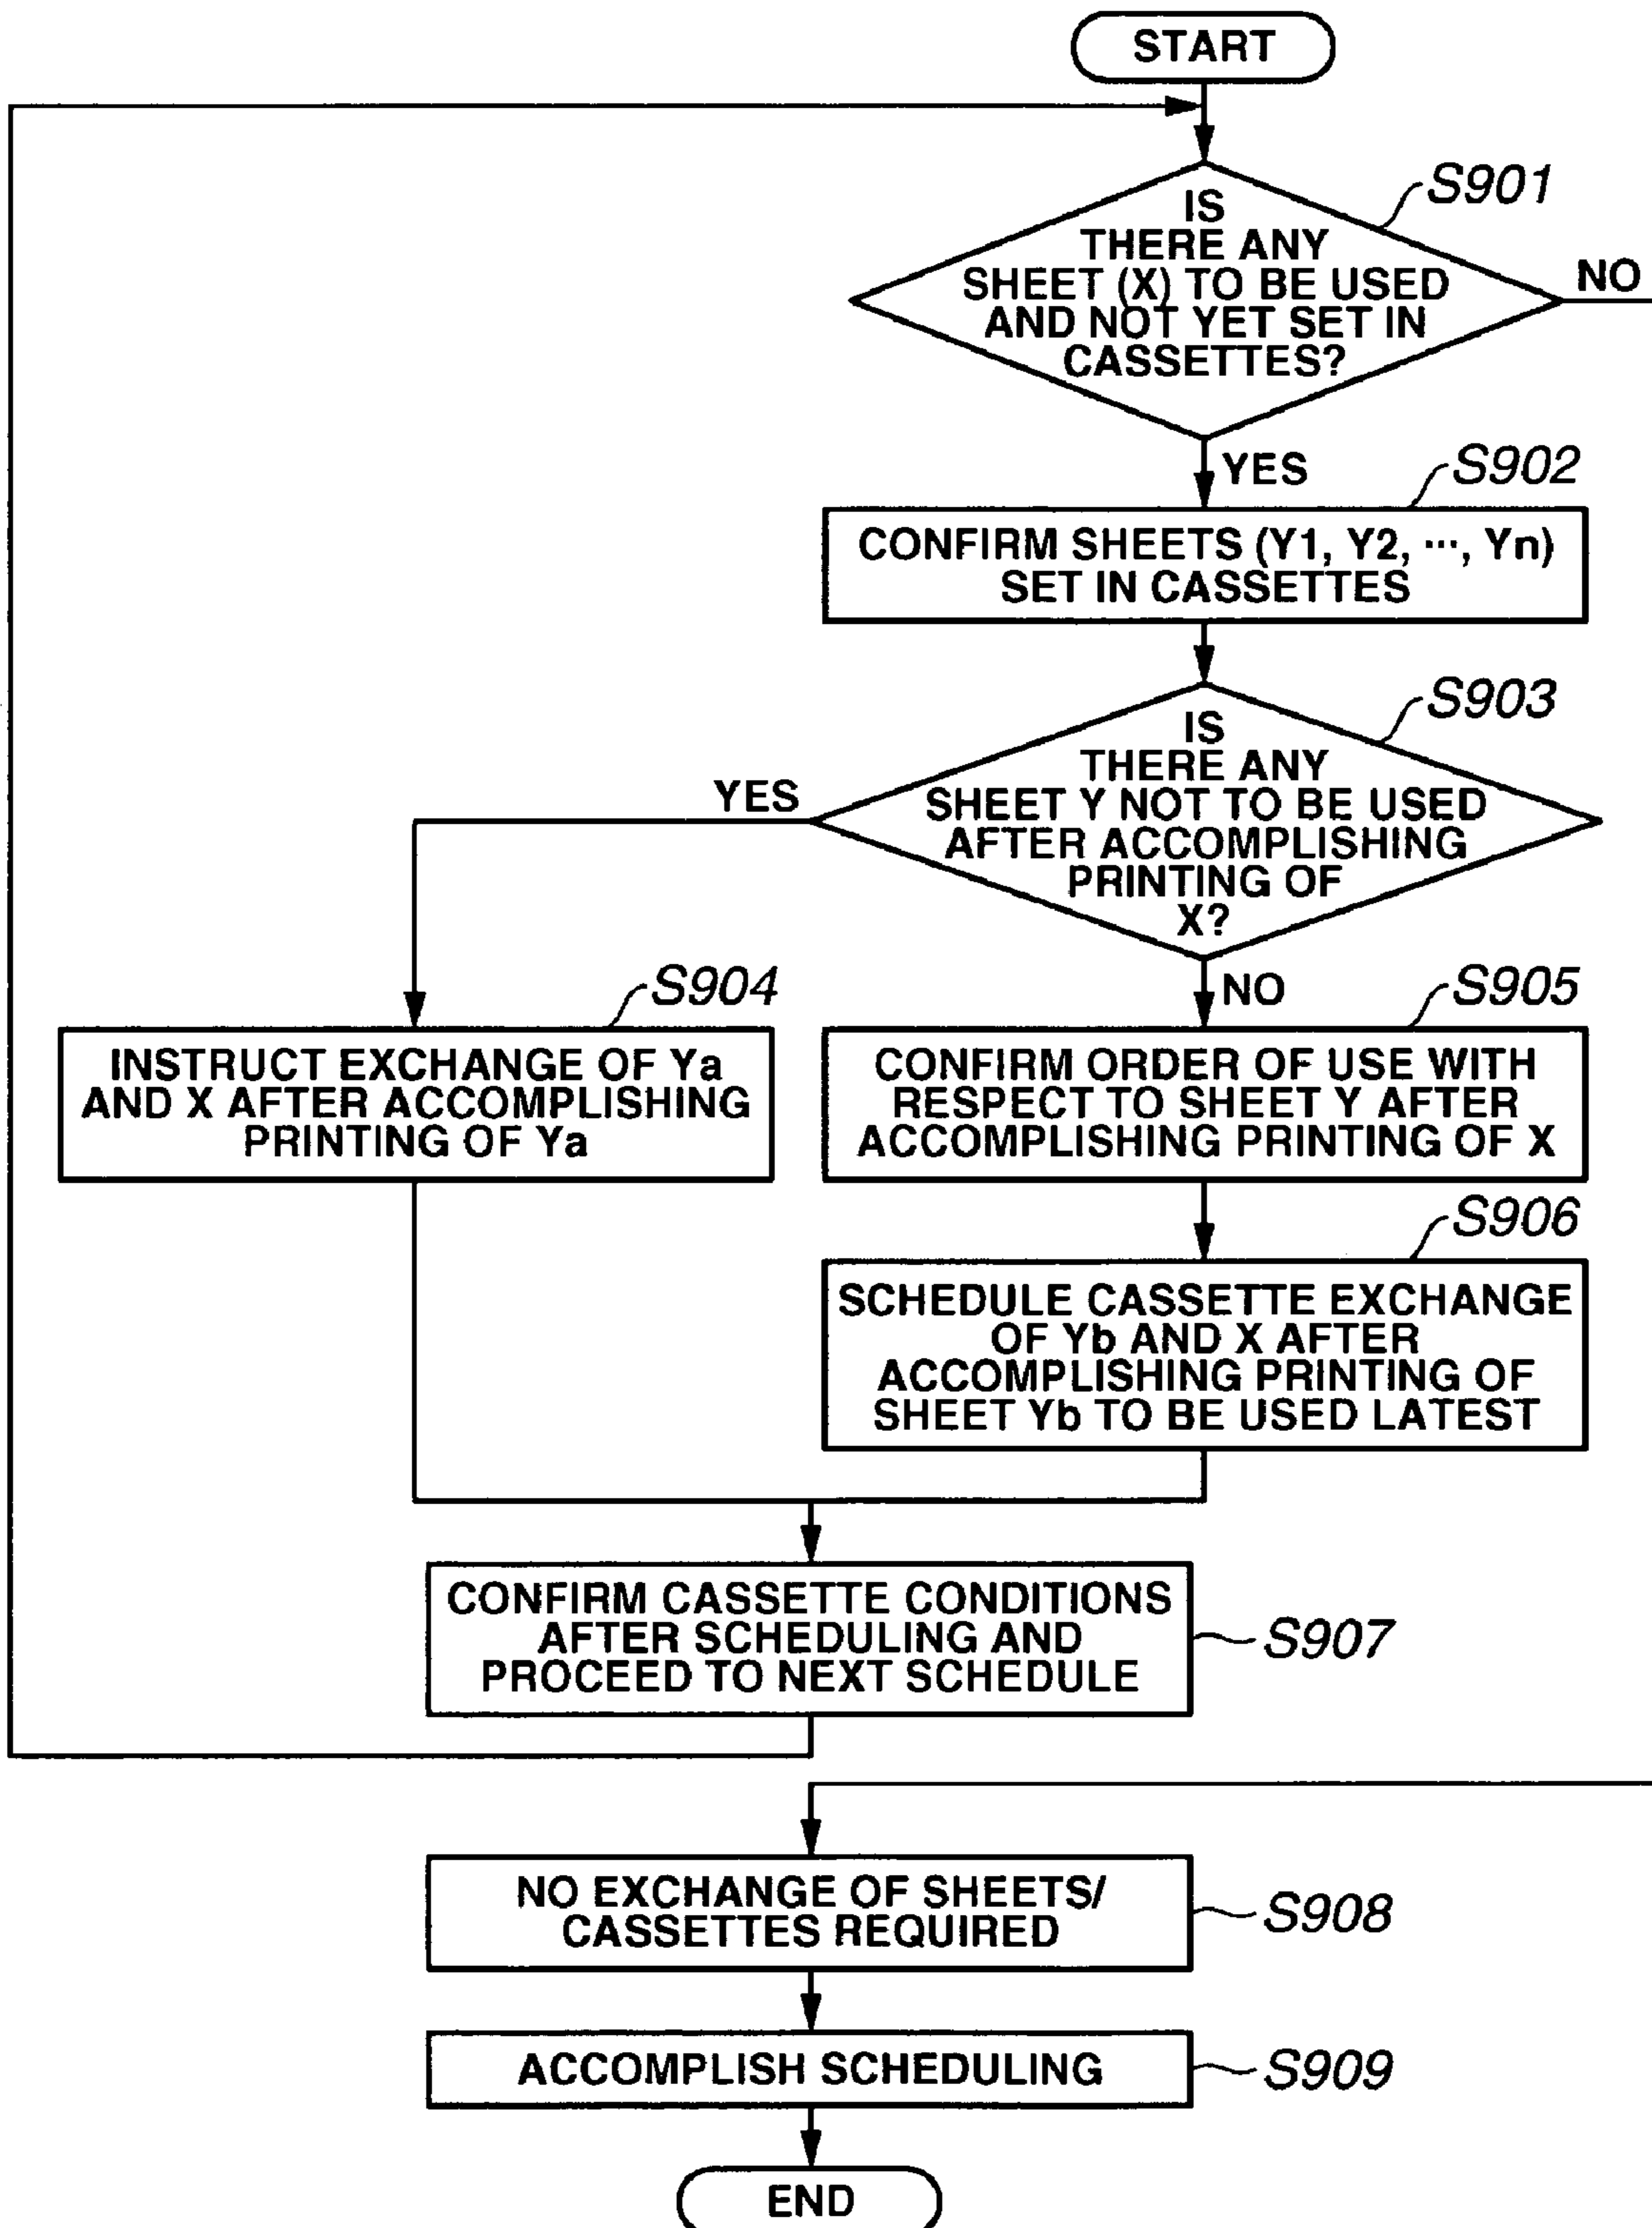 START
S901
IS
THERE ANY
SHEET (X) TO BE USED
AND NOT YET SET IN
CASSETTES?
NO
YES
S902
CONFIRM SHEETS (Y1, Y2, ···, Yn)
SET IN CASSETTES
S903
IS
THERE ANY
SHEET Y NOT TO BE USED
AFTER ACCOMPLISHING
PRINTING OF
X?
YES
NO
S904
INSTRUCT EXCHANGE OF Ya
AND X AFTER ACCOMPLISHING
PRINTING OF Ya
S905
CONFIRM ORDER OF USE WITH
RESPECT TO SHEET Y AFTER
ACCOMPLISHING PRINTING OF X
S906
SCHEDULE CASSETTE EXCHANGE
OF Yb AND X AFTER
ACCOMPLISHING PRINTING OF
SHEET Yb TO BE USED LATEST
CONFIRM CASSETTE CONDITIONS
AFTER SCHEDULING AND
PROCEED TO NEXT SCHEDULE
S907
NO EXCHANGE OF SHEETS/
CASSETTES REQUIRED
S908
ACCOMPLISH SCHEDULING
S909
END